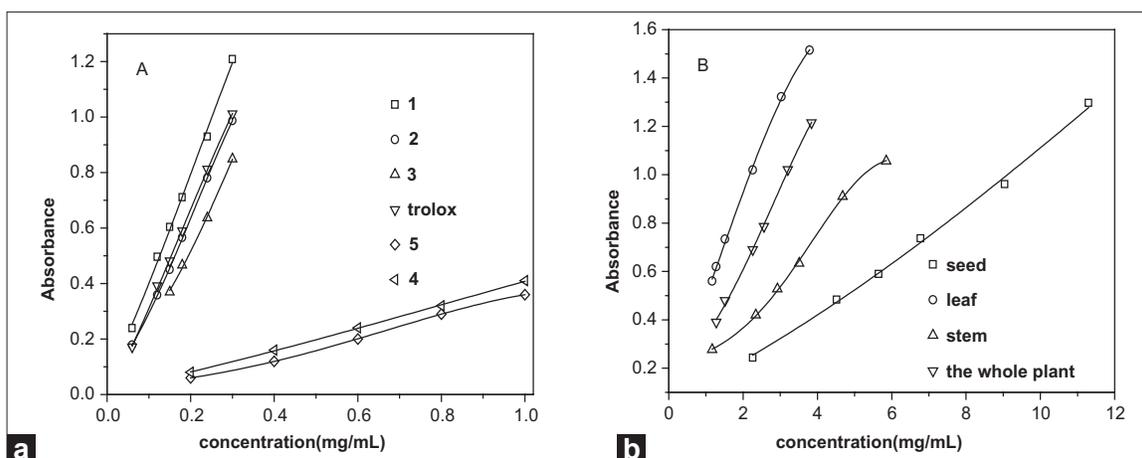 A
1.2
1.0
0.8
0.6
0.4
0.2
0.0
Absorbance
1
2
3
trolox
5
4
0.0 0.2 0.4 0.6 0.8 1.0
concentration(mg/mL)
a
B
1.6
1.4
1.2
1.0
0.8
0.6
0.4
0.2
Absorbance
seed
leaf
stem
the whole plant
0 2 4 6 8 10 12
concentration(mg/mL)
b